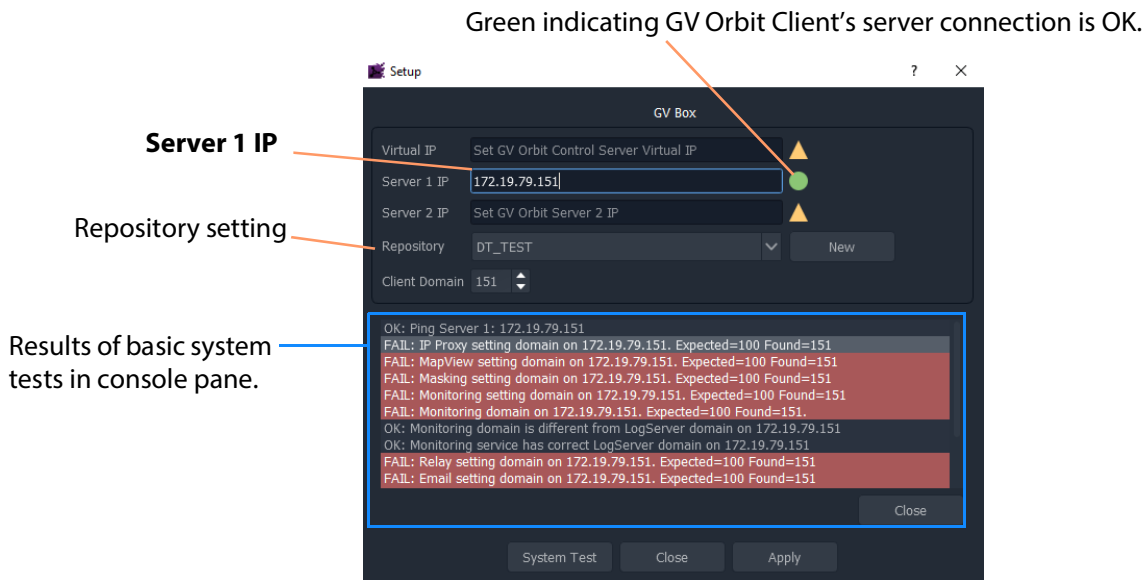 Green indicating GV Orbit Client’s server connection is OK.
Setup
?
GV Box
Server 1 IP
Virtual IP
Set GV Orbit Control Server Virtual IP
Server 1 IP
172.19.79.151
Server 2 IP
Set GV Orbit Server 2 IP
Repository setting
Repository
DT_TEST
New
Client Domain
151
Results of basic system
tests in console pane.
OK: Ping Server 1: 172.19.79.151
FAIL: IP Proxy setting domain on 172.19.79.151. Expected=100 Found=151
FAIL: MapView setting domain on 172.19.79.151. Expected=100 Found=151
FAIL: Masking setting domain on 172.19.79.151. Expected=100 Found=151
FAIL: Monitoring setting domain on 172.19.79.151. Expected=100 Found=151
FAIL: Monitoring domain on 172.19.79.151. Expected=100 Found=151.
OK: Monitoring domain is different from LogServer domain on 172.19.79.151
OK: Monitoring service has correct LogServer domain on 172.19.79.151
FAIL: Relay setting domain on 172.19.79.151. Expected=100 Found=151
FAIL: Email setting domain on 172.19.79.151. Expected=100 Found=151
Close
System Test
Close
Apply